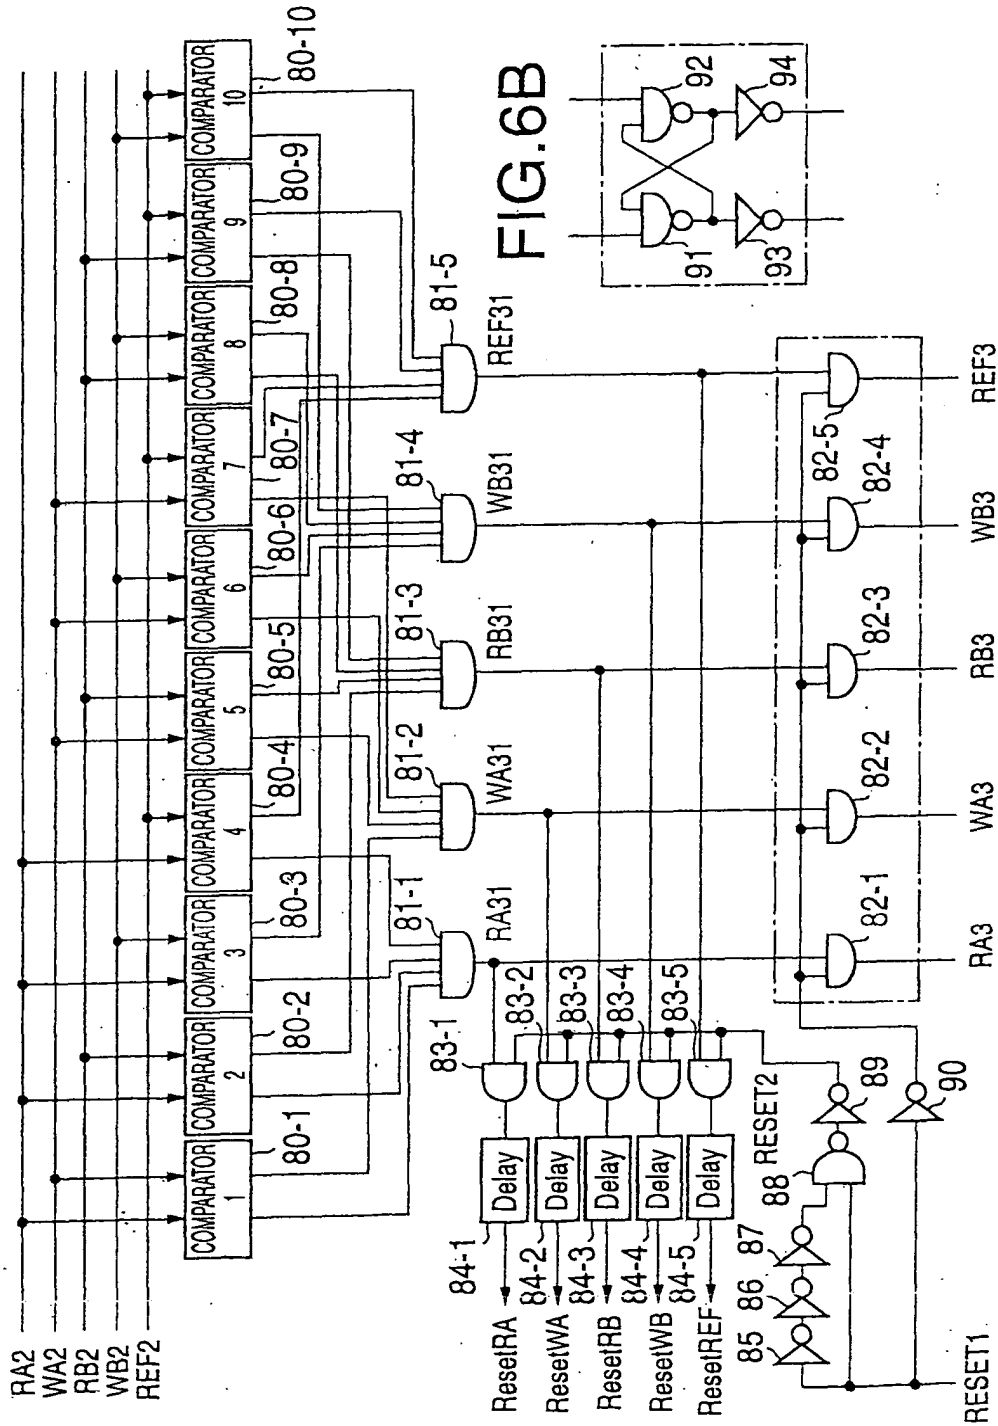 RA2
WA2
RB2
WB2
REF2
COMPARATOR 1
80-1
COMPARATOR 2
80-2
COMPARATOR 3
80-3
COMPARATOR 4
80-4
COMPARATOR 5
80-5
COMPARATOR 6
80-6
COMPARATOR 7
80-7
COMPARATOR 8
80-8
COMPARATOR 9
80-9
COMPARATOR 10
80-10
81-1
81-2
81-3
81-4
81-5
RA31
WA31
RB31
WB31
REF31
FIG.6B
91
92
93
94
83-1
83-2
83-3
83-4
83-5
Delay
Delay
Delay
Delay
Delay
84-1
84-2
84-3
84-4
84-5
ResetRA
ResetWA
ResetRB
ResetWB
ResetREF
RESET2
85
86
87
88
89
90
RESET1
82-1
82-2
82-3
82-4
82-5
RA3
WA3
RB3
WB3
REF3